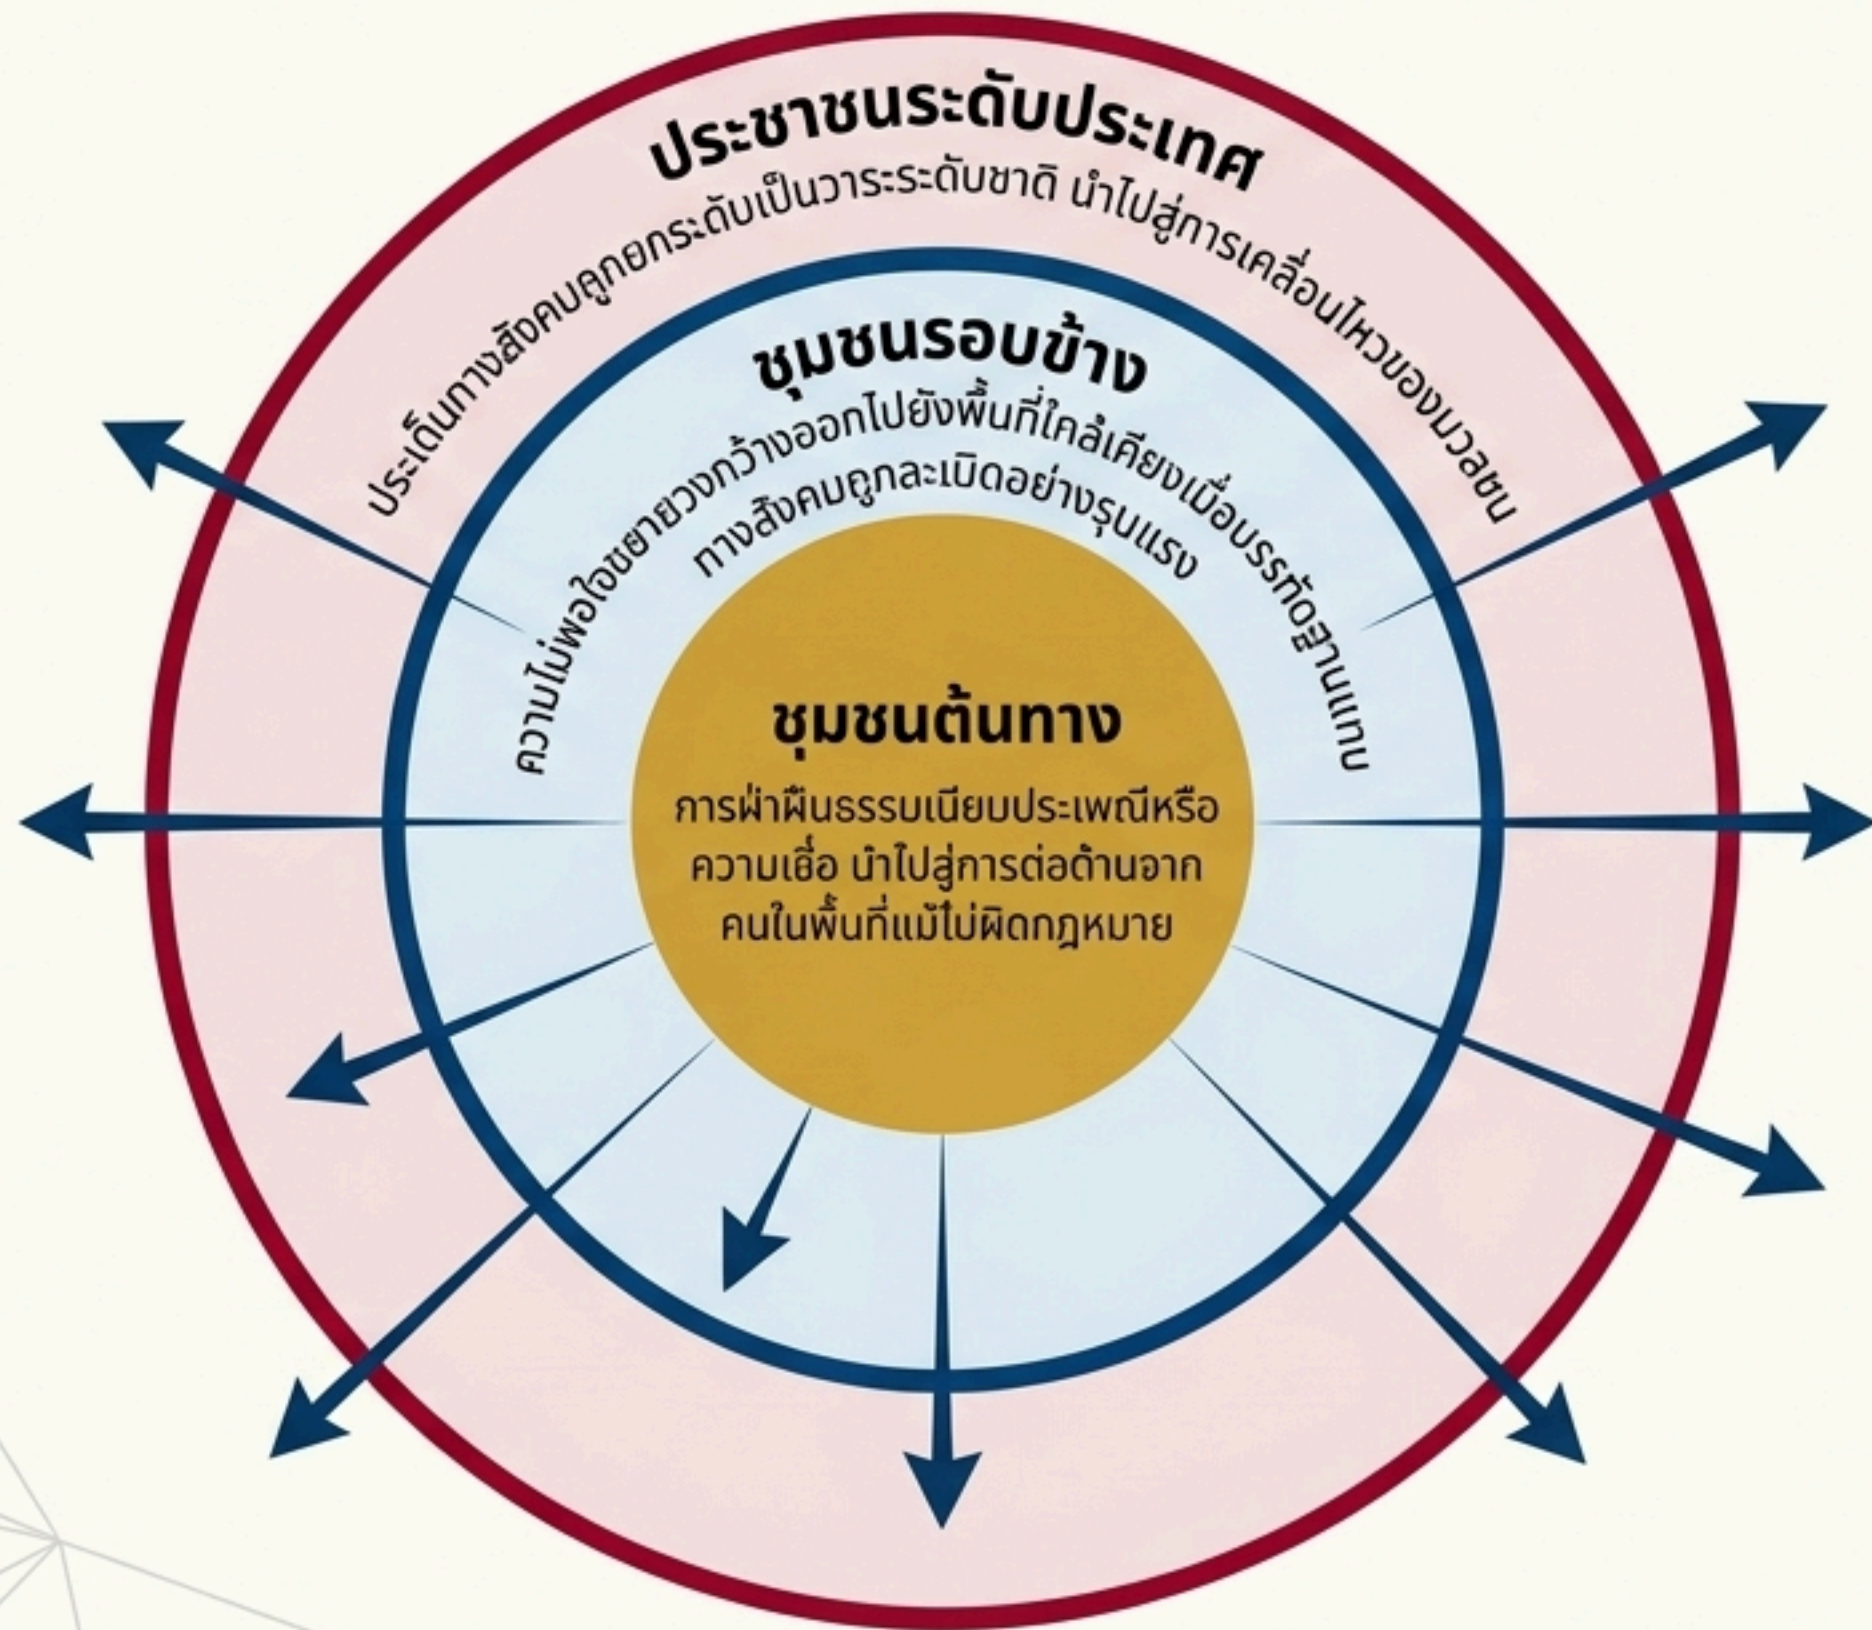 ประชาชนระดับประเทศ
ประเด็นทางสังคมถูกยกระดับเป็นวาระระดับชาติ นำไปสู่การเคลื่อนไหวของมวลชน
ชุมชนรอบข้าง
ความไม่พอใจขยายวงกว้างออกไปยังพื้นที่ใกล้เคียงเมื่อบรรทัดฐาน
ทางสังคมถูกละเมิดอย่างรุนแรง
ชุมชนต้นทาง
การฝ่าฝืนธรรมเนียมประเพณีหรือ
ความเชื่อ นำไปสู่การต่อต้านจาก
คนในพื้นที่แม้ไม่ผิดกฎหมาย